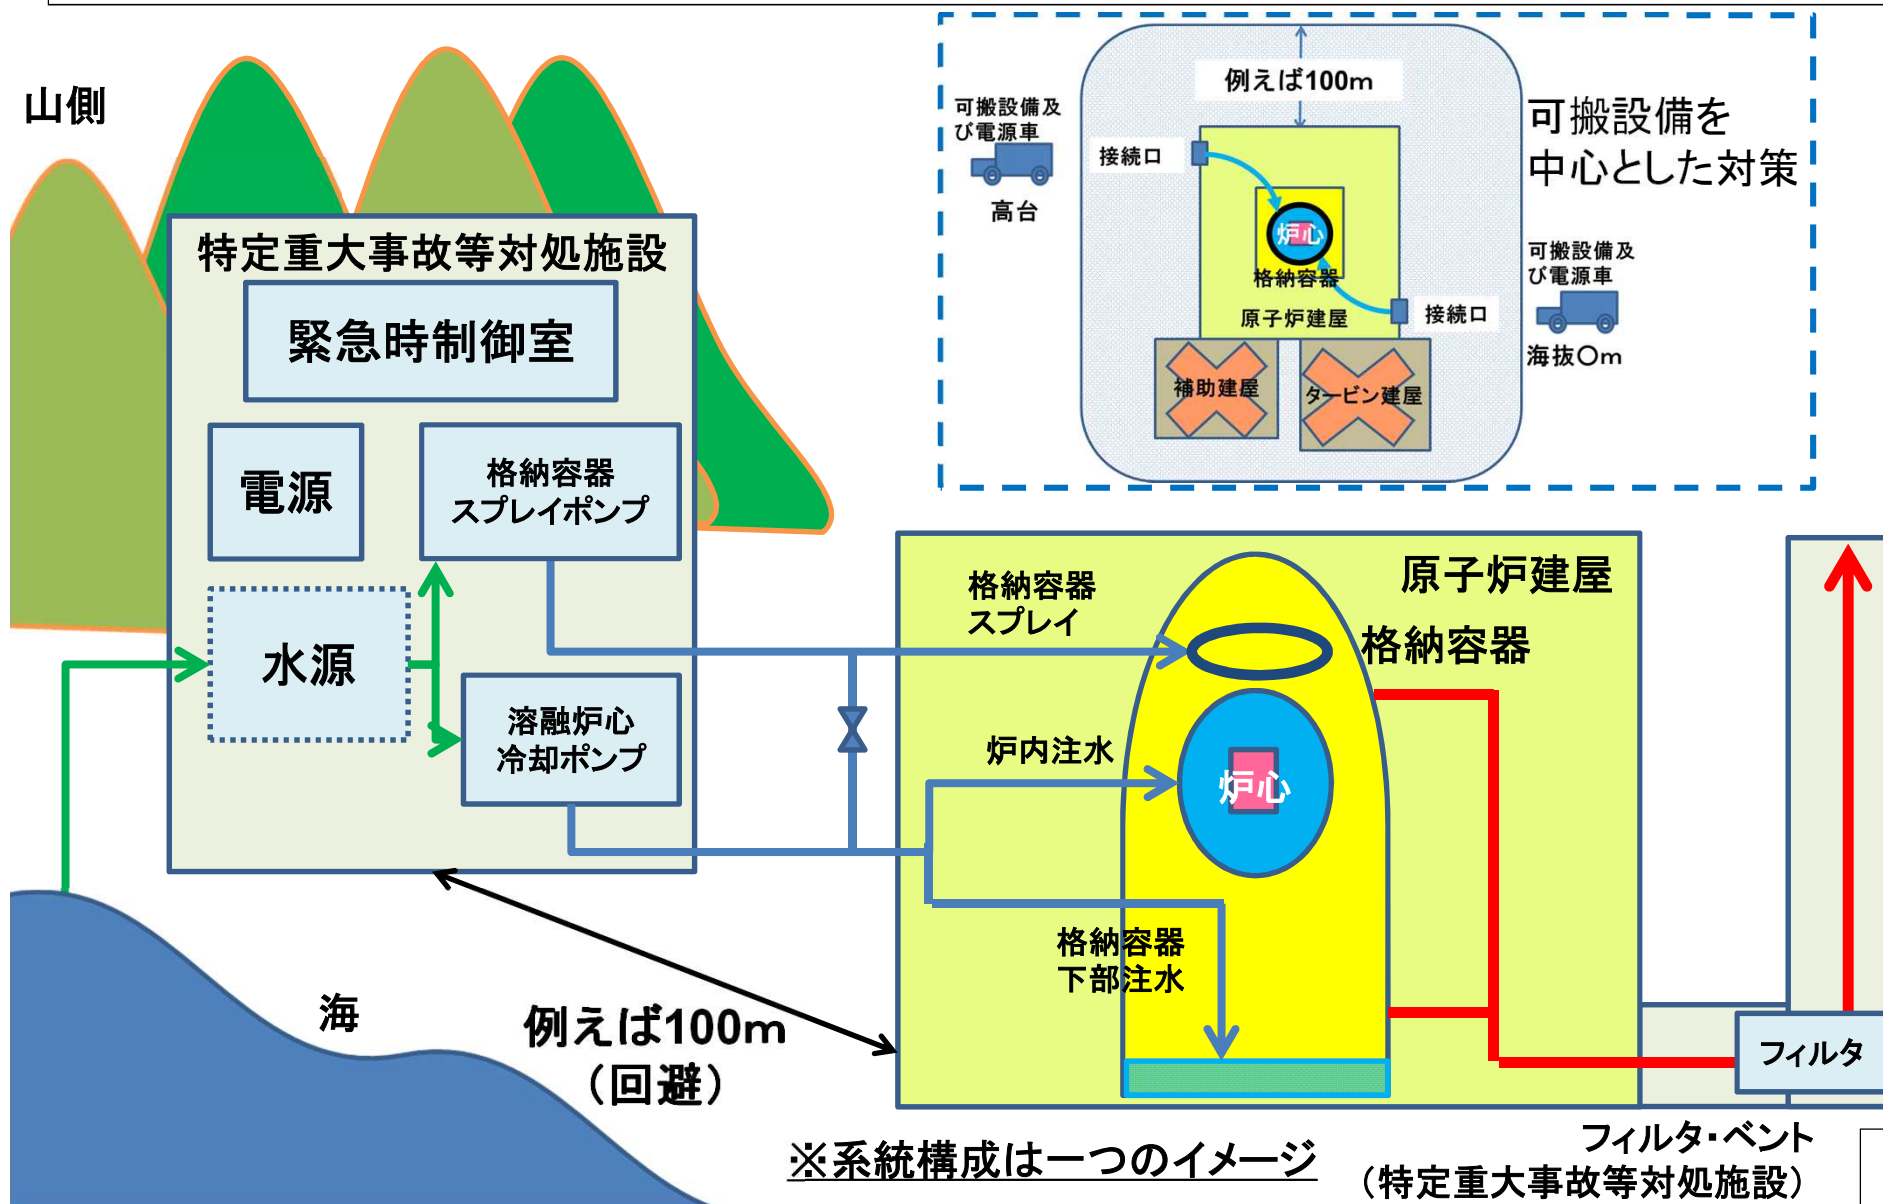 山側
特定重大事故等対処施設
緊急時制御室
電源
格納容器
スプレイポンプ
水源
溶融炉心
冷却ポンプ
海
例えば100m
（回避）
例えば100m
可搬設備及
び電源車
高台
接続口
炉心
格納容器
原子炉建屋
接続口
補助建屋
タービン建屋
可搬設備を
中心とした対策
可搬設備及
び電源車
海抜〇m
原子炉建屋
格納容器
格納容器
スプレイ
炉内注水
炉心
格納容器
下部注水
フィルタ
フィルタ・ベント
（特定重大事故等対処施設）
※系統構成は一つのイメージ